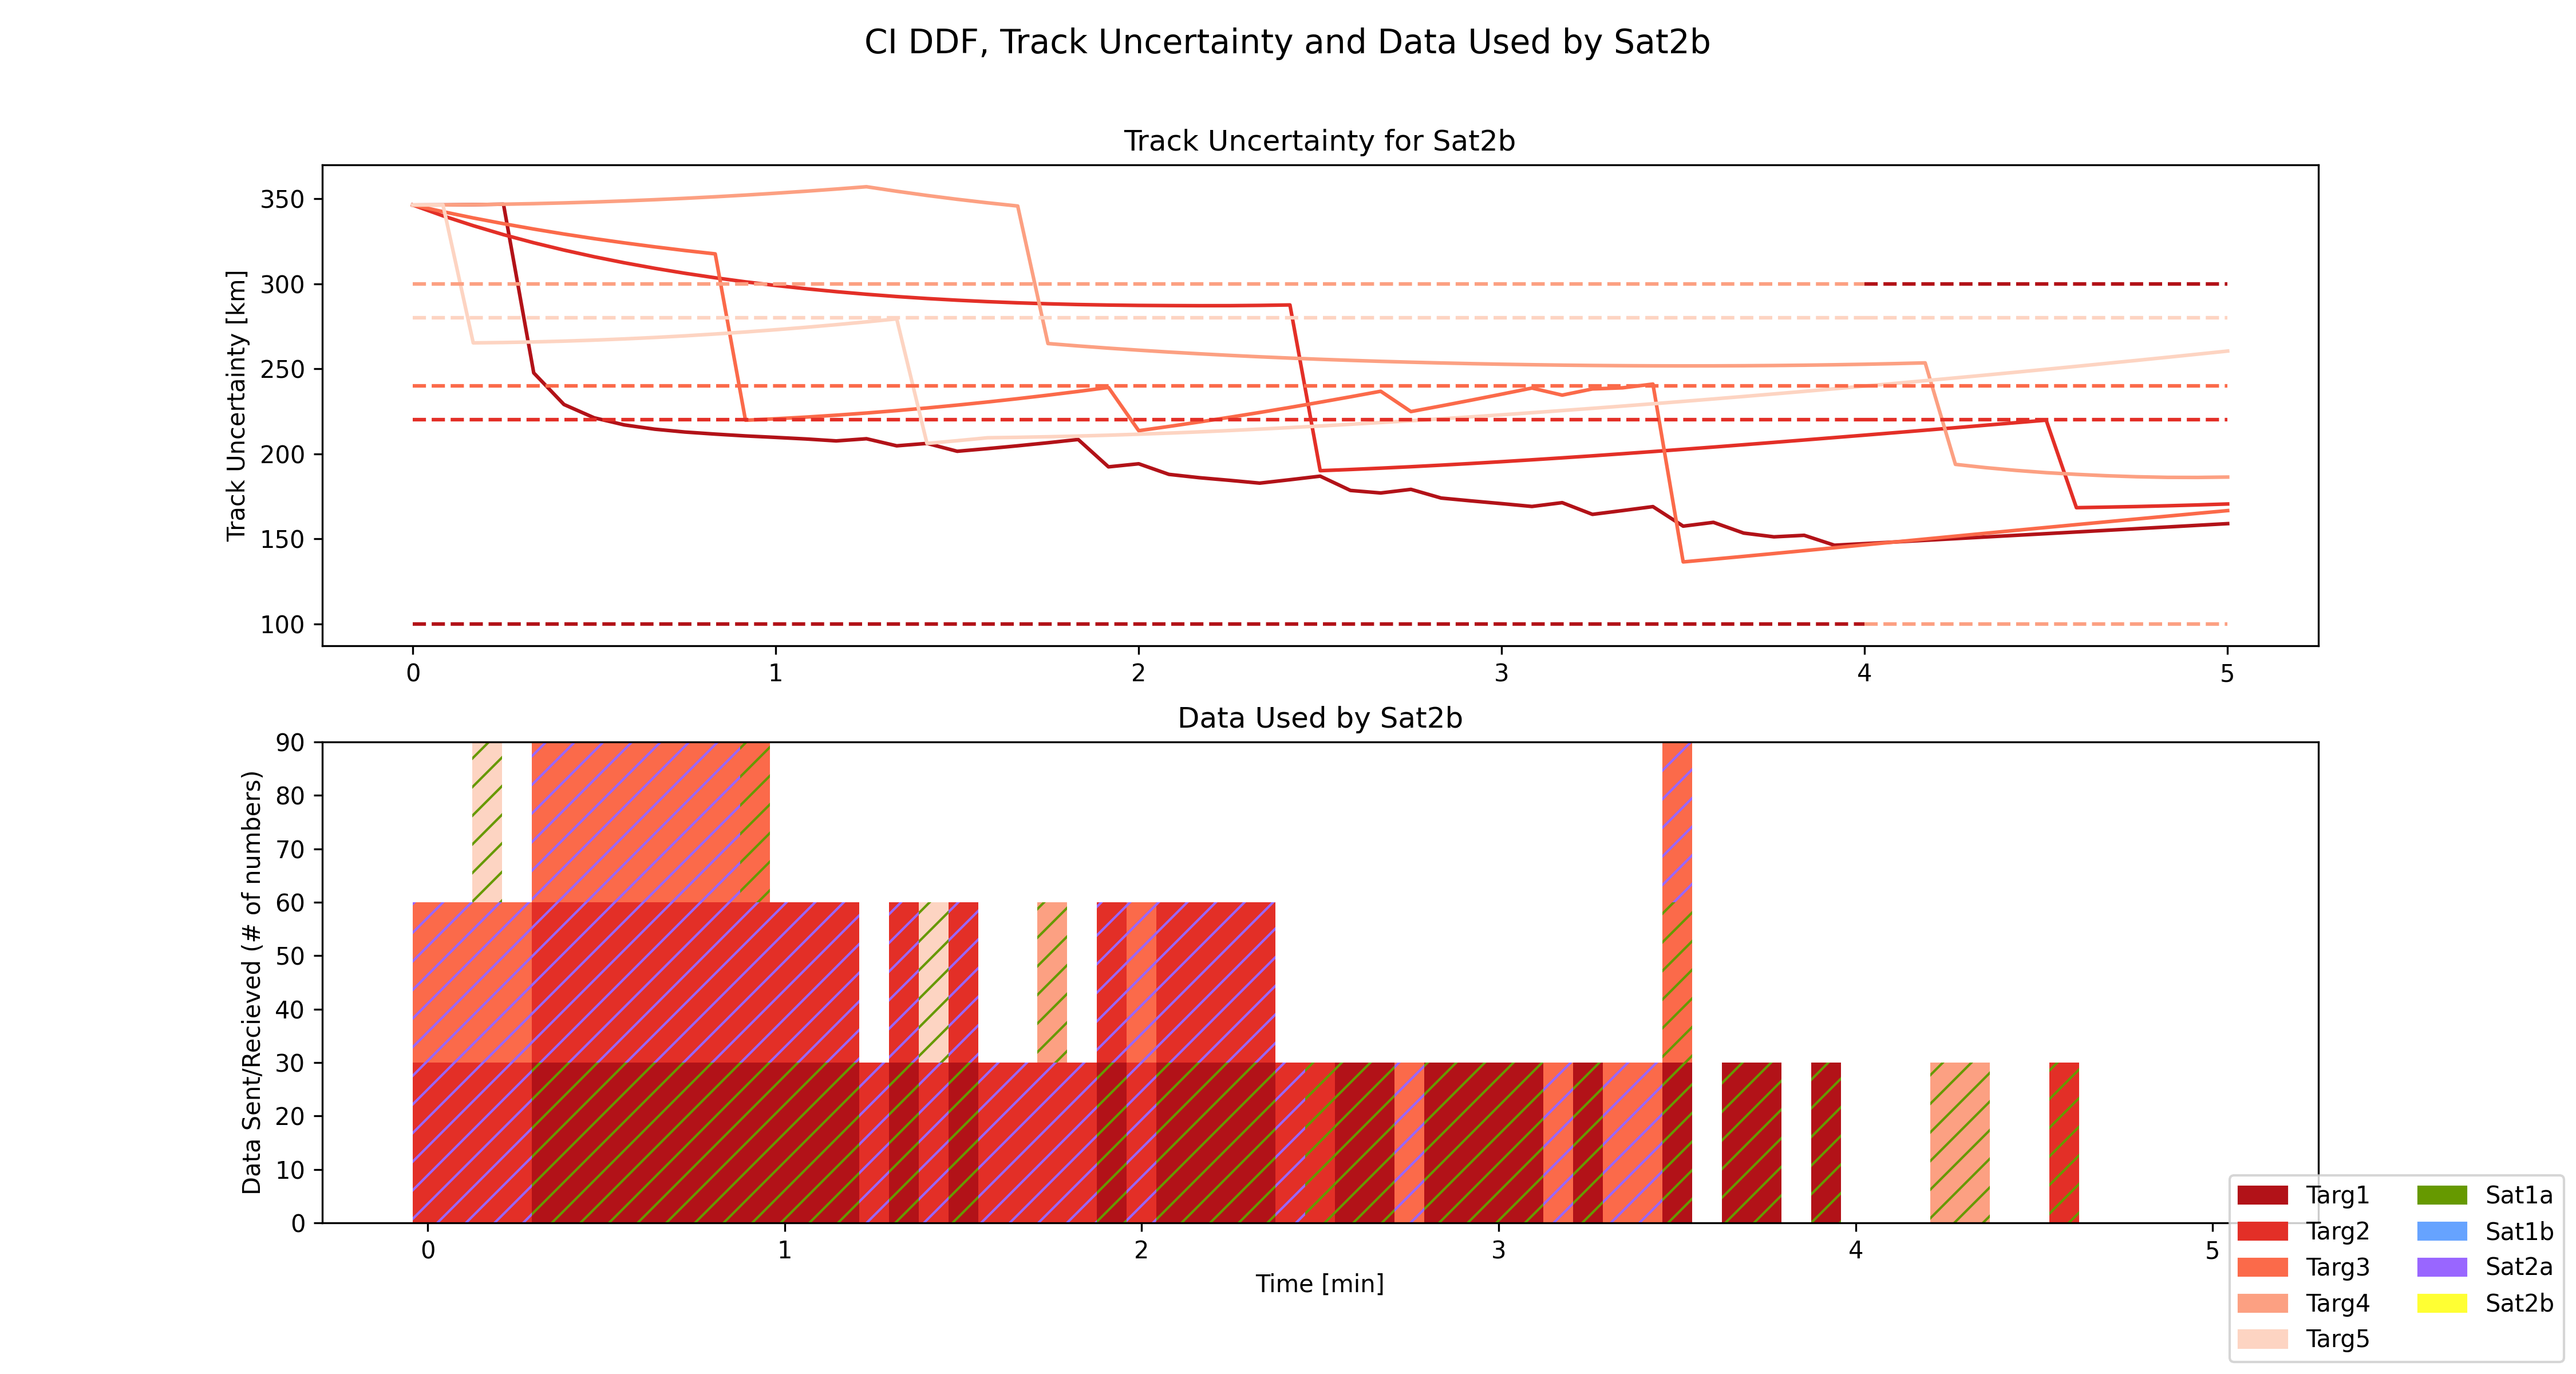 CI DDF, Track Uncertainty and Data Used by Sat2b
Track Uncertainty for Sat2b
Track Uncertainty [km]
350
300
250
200
150
100
0 1 2 3 4 5
Data Used by Sat2b
Data Sent/Recieved (# of numbers)
90
80
70
60
50
40
30
20
10
0
0 1 2 3 4 5
Time [min]
Targ1 Sat1a
Targ2 Sat1b
Targ3 Sat2a
Targ4 Sat2b
Targ5